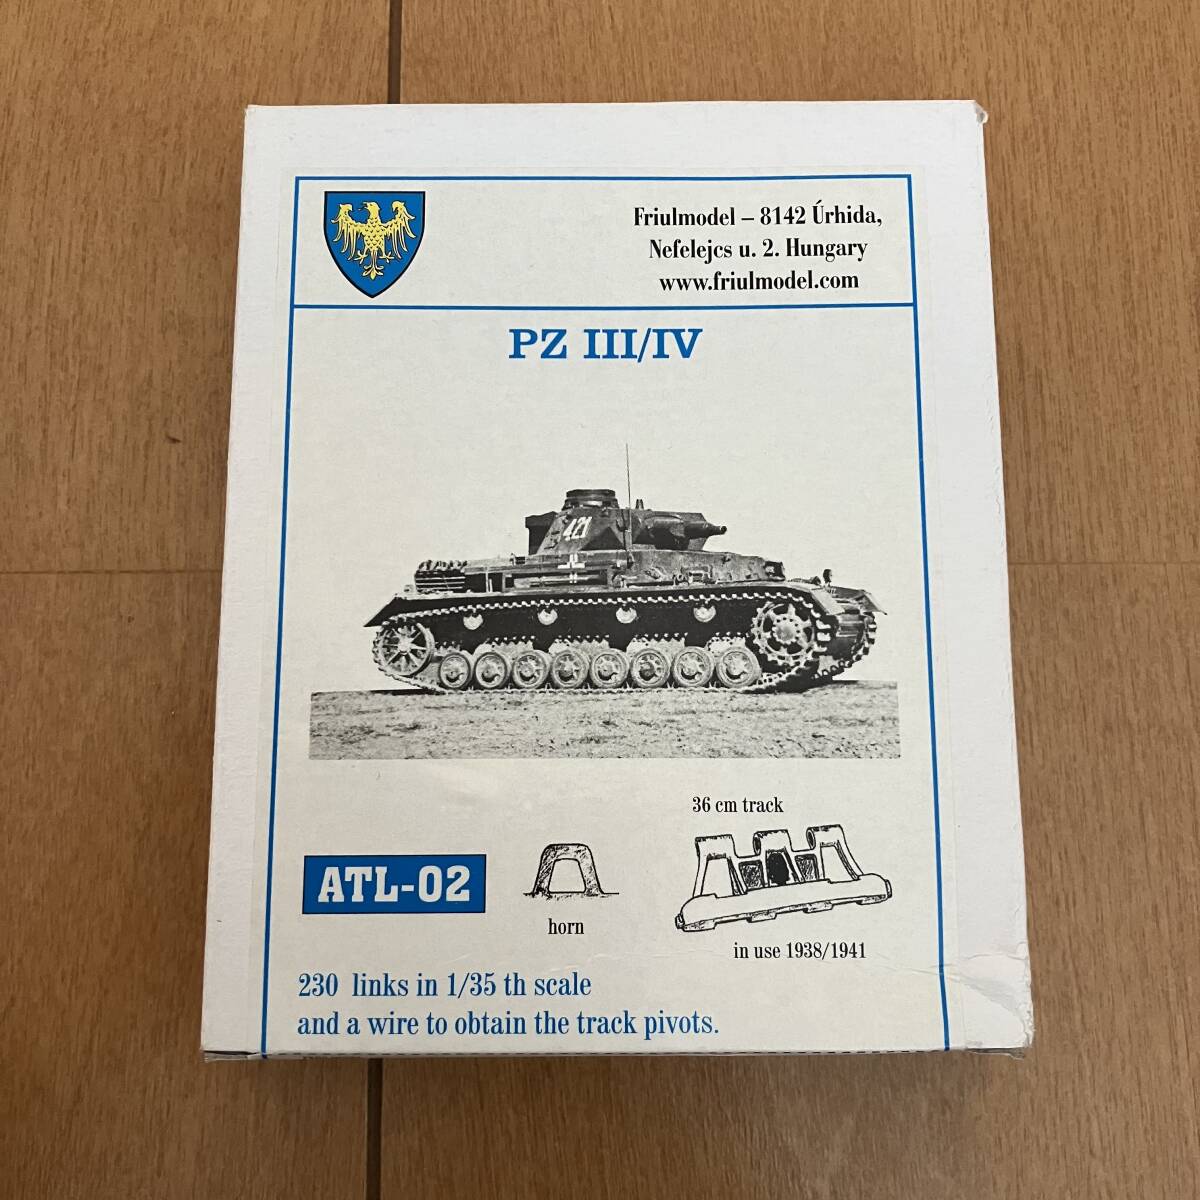 Friulmodel – 8142 Úrhida,
Nefelejcs u. 2. Hungary
www.friulmodel.com
PZ III/IV
421
36 cm track
ATL-02
horn
in use 1938/1941
230 links in 1/35 th scale
and a wire to obtain the track pivots.